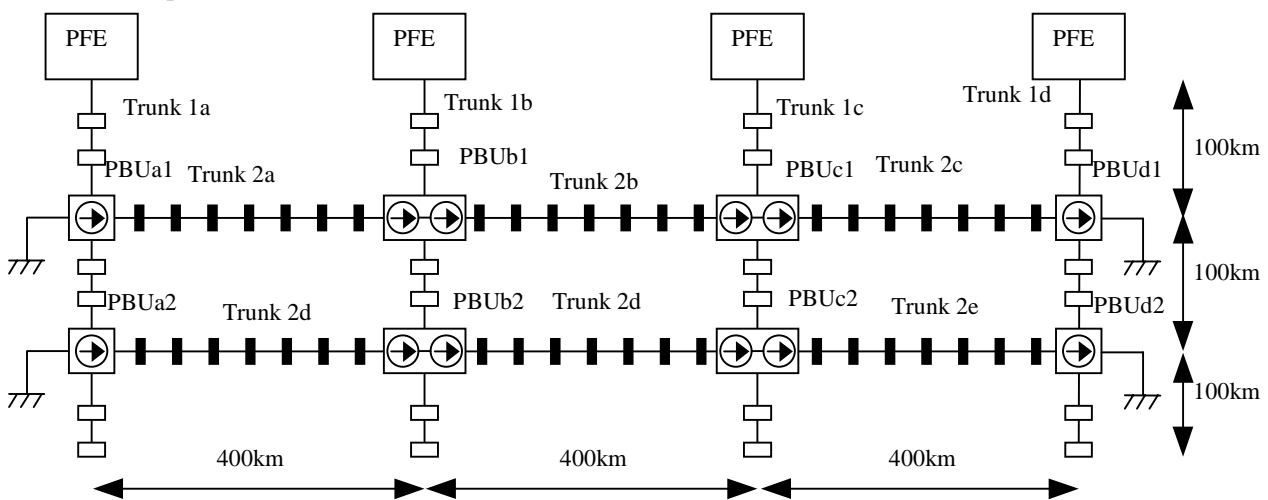 PFE
PFE
PFE
PFE
Trunk 1a
Trunk 1b
Trunk 1c
Trunk 1d
PBUa1
Trunk 2a
PBUb1
Trunk 2b
PBUc1
Trunk 2c
PBUd1
100km
100km
PBUa2
Trunk 2d
PBUb2
Trunk 2d
PBUc2
Trunk 2e
PBUd2
100km
400km
400km
400km